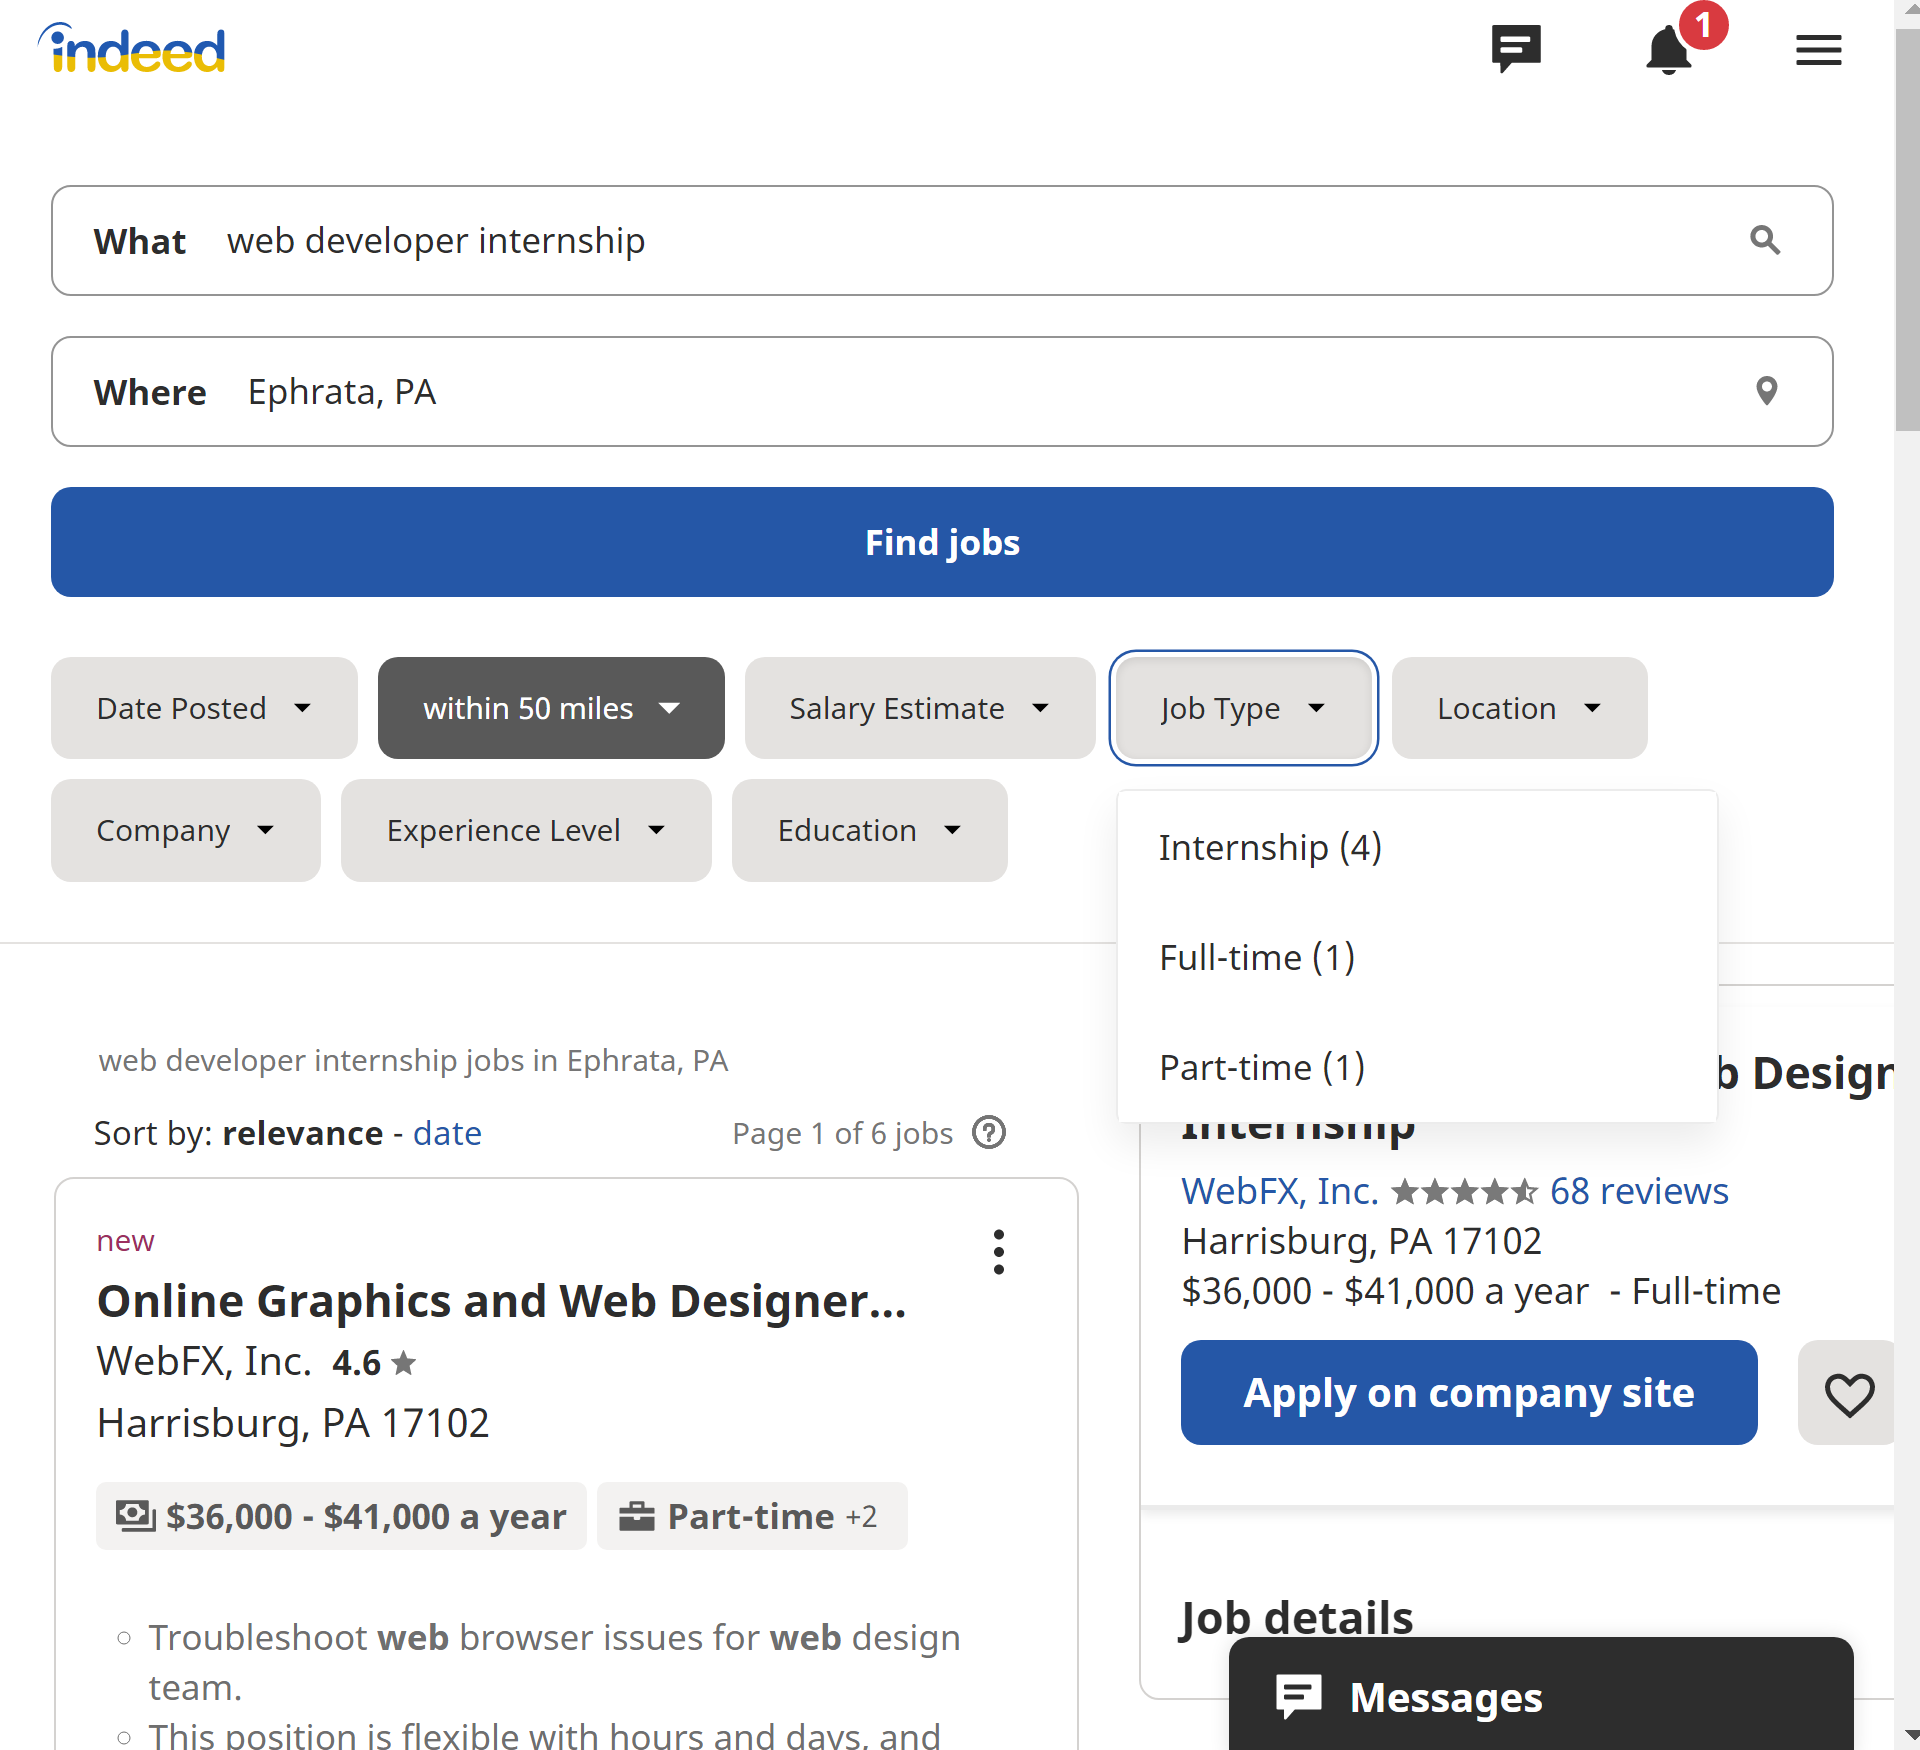 indeed
1
What web developer internship
Where Ephrata, PA
Find jobs
Date Posted within 50 miles Salary Estimate Job Type Location
Company Experience Level Education
Internship (4)
Full-time (1)
Part-time (1)
web developer internship jobs in Ephrata, PA
Sort by: relevance - date Page 1 of 6 jobs ?
new
Online Graphics and Web Designer...
WebFX, Inc. 4.6
Harrisburg, PA 17102
$36,000 - $41,000 a year Part-time +2
Troubleshoot web browser issues for web design
team.
This position is flexible with hours and days, and
b Design
Internship
WebFX, Inc. 68 reviews
Harrisburg, PA 17102
$36,000 - $41,000 a year - Full-time
Apply on company site
Job details
Messages